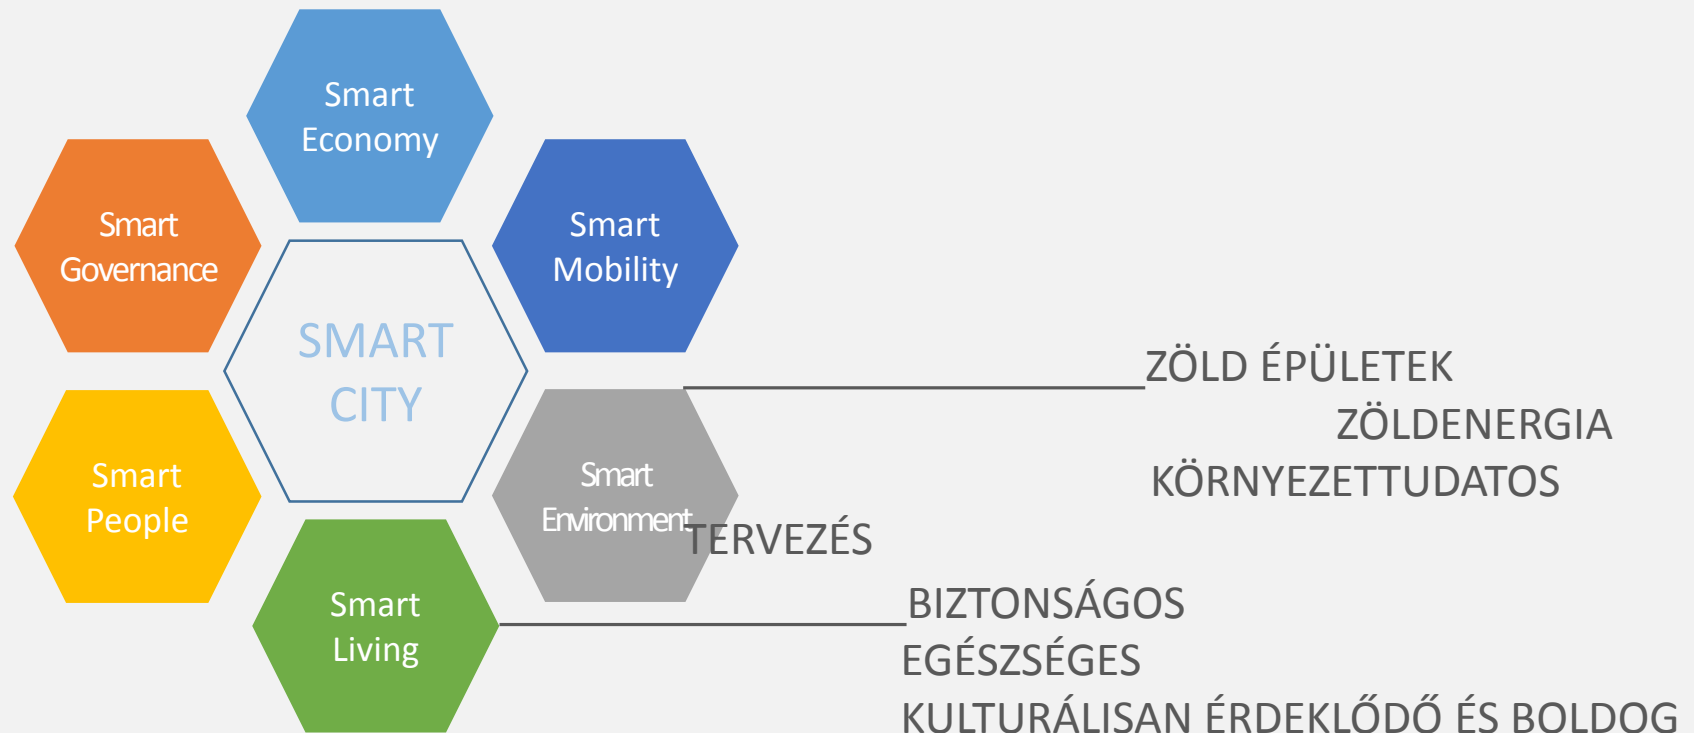 Smart
Economy
Smart
Governance
Smart
Mobility
SMART
CITY
Smart
People
Smart
Environment
Smart
Living
ZÖLD ÉPÜLETEK
ZÖLDENERGIA
KÖRNYEZETTUDATOS
TERVEZÉS
BIZTONSÁGOS
EGÉSZSÉGES
KULTURÁLISAN ÉRDEKLŐDŐ ÉS BOLDOG